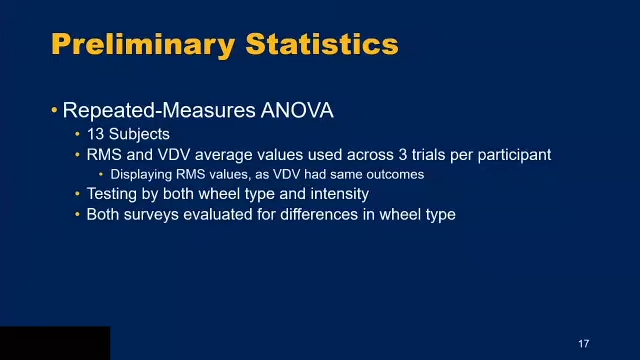 Preliminary Statistics
• Repeated-Measures ANOVA
• 13 Subjects
• RMS and VDV average values used across 3 trials per participant
• Displaying RMS values, as VDV had same outcomes
• Testing by both wheel type and intensity
• Both surveys evaluated for differences in wheel type
17